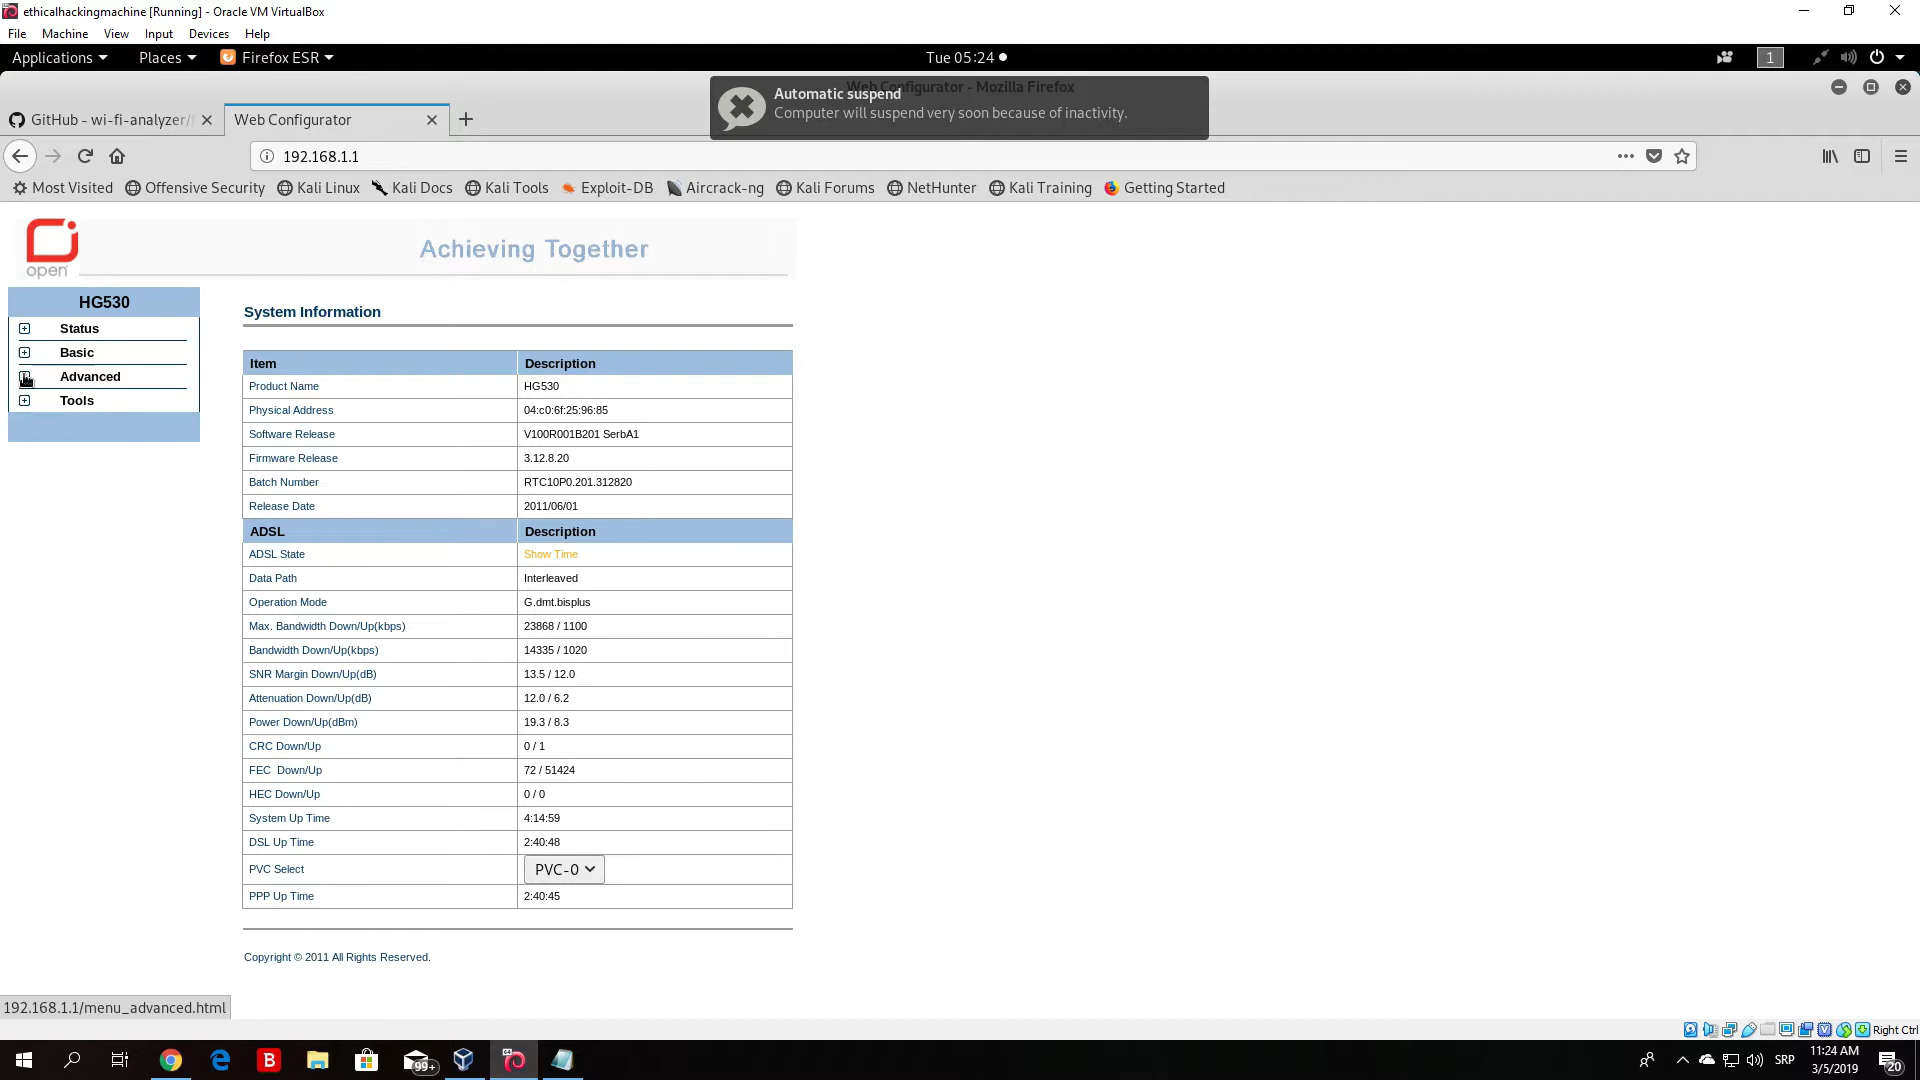 ethicalhackingmachine [Running] - Oracle VM VirtualBox
File Machine View Input Devices Help
Applications Places Firefox ESR Tue 05:24 1
Web Configurator - Mozilla Firefox
Automatic suspend
Computer will suspend very soon because of inactivity.
GitHub - wi-fi-analyzer/f Web Configurator
192.168.1.1
Most Visited Offensive Security Kali Linux Kali Docs Kali Tools Exploit-DB Aircrack-ng Kali Forums NetHunter Kali Training Getting Started
open
Achieving Together
HG530
Status
Basic
Advanced
Tools
System Information
Item Description
Product Name HG530
Physical Address 04:c0:6f:25:96:85
Software Release V100R001B201 SerbA1
Firmware Release 3.12.8.20
Batch Number RTC10P0.201.312820
Release Date 2011/06/01
ADSL Description
ADSL State Show Time
Data Path Interleaved
Operation Mode G.dmt.bisplus
Max. Bandwidth Down/Up(kbps) 23868 / 1100
Bandwidth Down/Up(kbps) 14335 / 1020
SNR Margin Down/Up(dB) 13.5 / 12.0
Attenuation Down/Up(dB) 12.0 / 6.2
Power Down/Up(dBm) 19.3 / 8.3
CRC Down/Up 0 / 1
FEC Down/Up 72 / 51424
HEC Down/Up 0 / 0
System Up Time 4:14:59
DSL Up Time 2:40:48
PVC Select PVC-0
PPP Up Time 2:40:45
Copyright © 2011 All Rights Reserved.
192.168.1.1/menu_advanced.html
Right Ctrl
B 99+ SRP 11:24 AM
3/5/2019 20